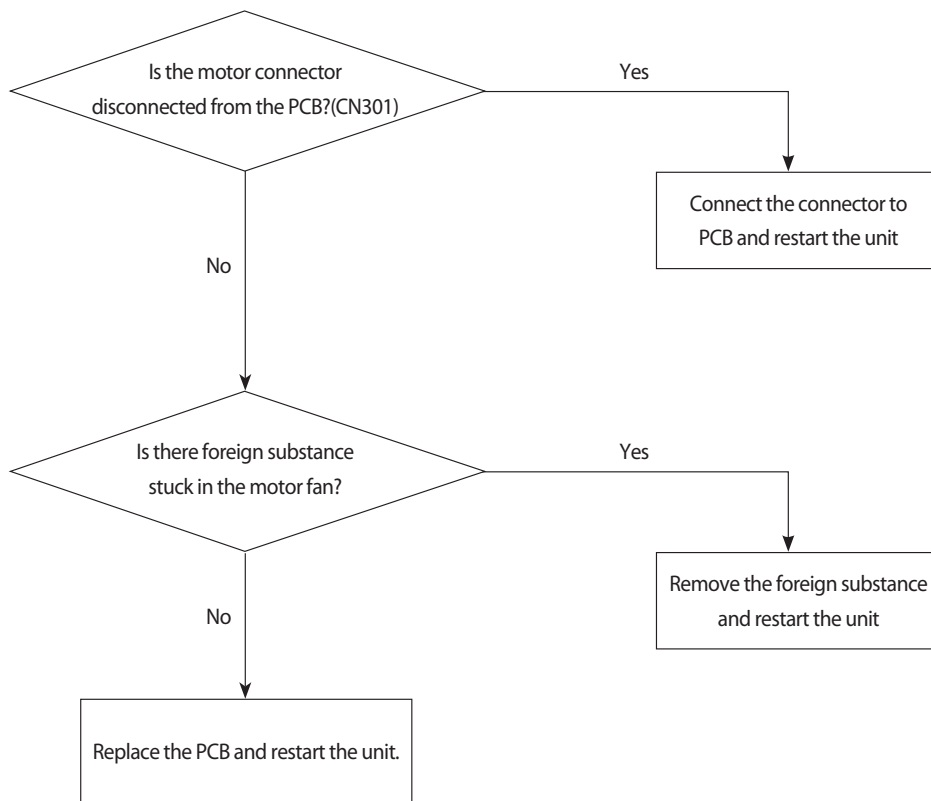 Is the motor connector
disconnected from the PCB?(CN301)
Yes
Connect the connector to
PCB and restart the unit
No
Is there foreign substance
stuck in the motor fan?
Yes
Remove the foreign substance
and restart the unit
No
Replace the PCB and restart the unit.